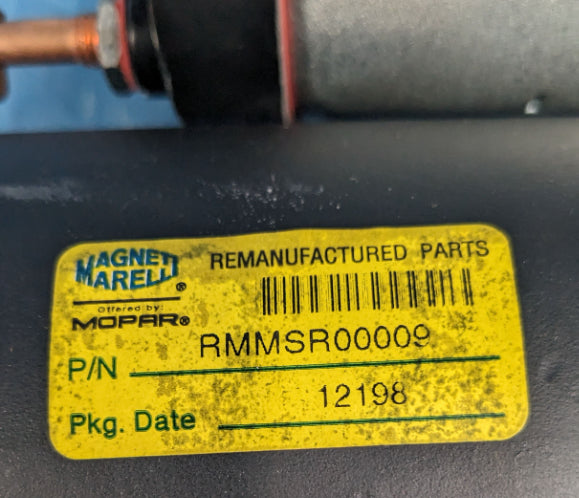 MAGNETI
MARELLI®
REMANUFACTURED PARTS
Offered by:
MOPAR®
P/N RMMSR00009
Pkg. Date 12198